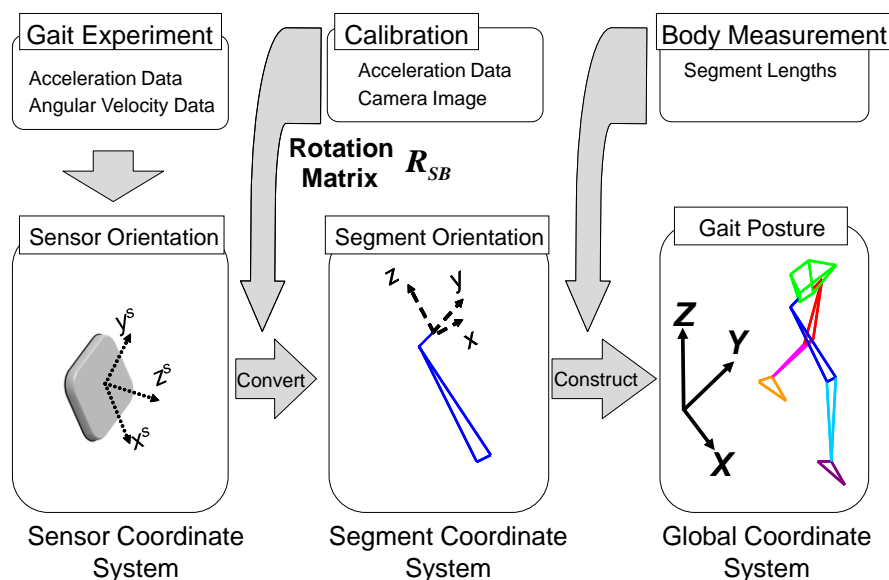 Gait Experiment
Acceleration Data
Angular Velocity Data
Calibration
Acceleration Data
Camera Image
Body Measurement
Segment Lengths
Rotation
Matrix R_SB
Sensor Orientation
y^s
z^s
x^s
Convert
Segment Orientation
z
y
x
Construct
Gait Posture
Z
Y
X
Sensor Coordinate
System
Segment Coordinate
System
Global Coordinate
System